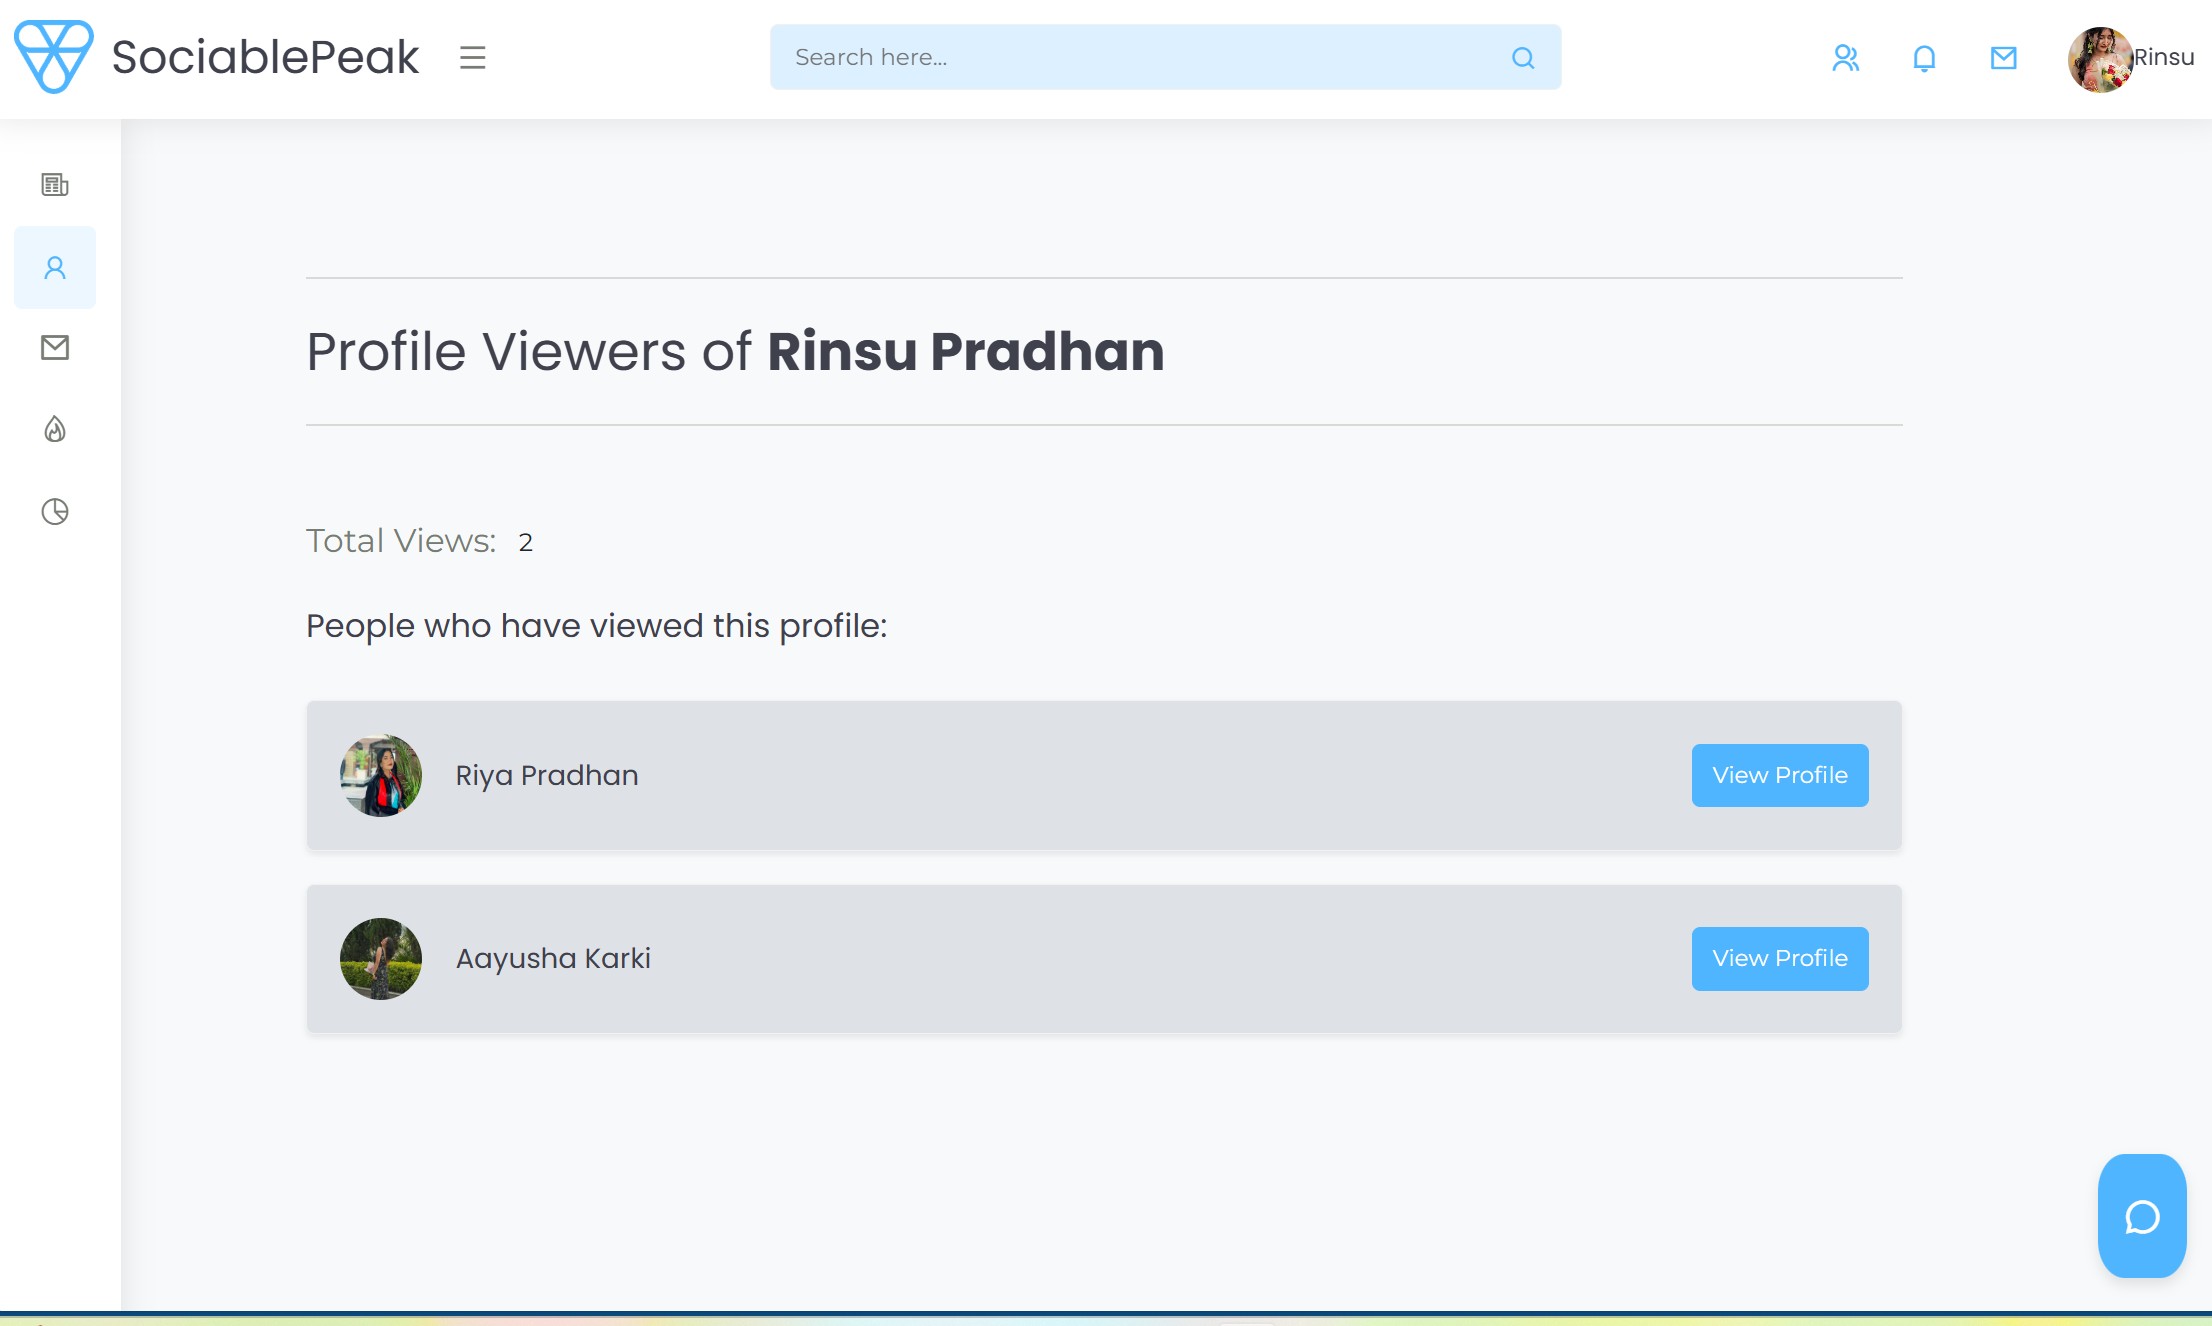 SociablePeak
Search here...
Rinsu
Profile Viewers of Rinsu Pradhan
Total Views: 2
People who have viewed this profile:
Riya Pradhan
View Profile
Aayusha Karki
View Profile